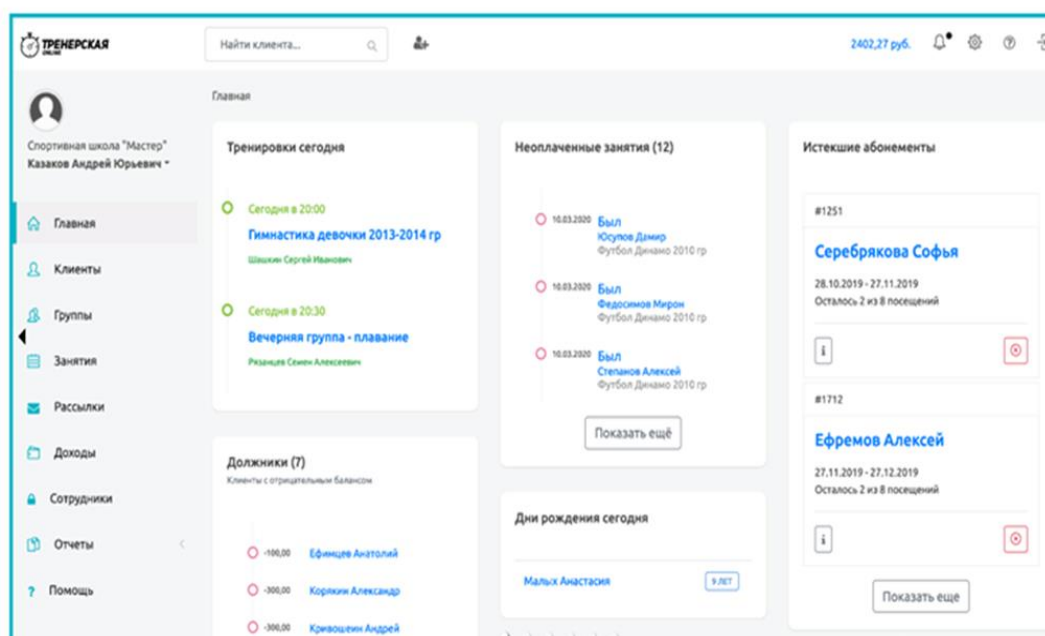 ТРЕНЕРСКАЯ
ONLINE
Найти клиента...
2402,27 руб.
Спортивная школа "Мастер"
Казаков Андрей Юрьевич
Главная
Клиенты
Группы
Занятия
Рассылки
Доходы
Сотрудники
Отчеты
? Помощь
Главная
Тренировки сегодня
Сегодня в 20:00
Гимнастика девочки 2013-2014 гр
Шашкин Сергей Иванович
Сегодня в 20:30
Вечерняя группа - плавание
Рязанцев Семен Алексеевич
Должники (7)
Клиенты с отрицательным балансом
-100,00 Ефимцев Анатолий
-300,00 Корякин Александр
-300,00 Кривошеин Андрей
Неоплаченные занятия (12)
10.03.2020 Был
Юсупов Дамир
Футбол Динамо 2010 гр
10.03.2020 Был
Федосимов Мирон
Футбол Динамо 2010 гр
10.03.2020 Был
Степанов Алексей
Футбол Динамо 2010 гр
Показать ещё
Дни рождения сегодня
Малых Анастасия 9 ЛЕТ
Истекшие абонементы
#1251
Серебрякова Софья
28.10.2019 - 27.11.2019
Осталось 2 из 8 посещений
i
#1712
Ефремов Алексей
27.11.2019 - 27.12.2019
Осталось 2 из 8 посещений
i
Показать еще